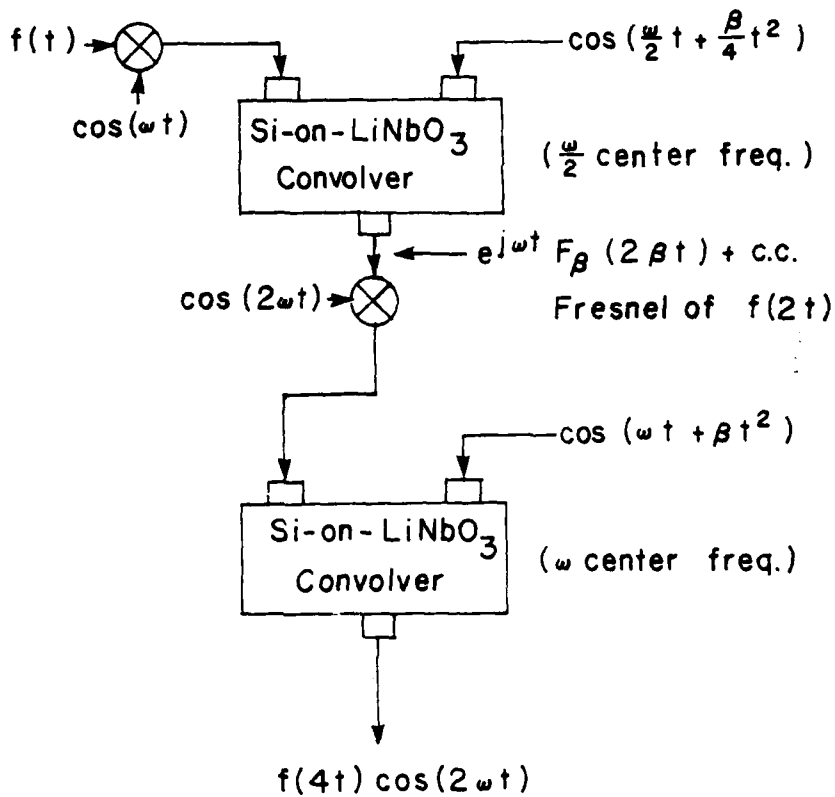 f(t)
cos(ωt)
cos(ω/2 t + β/4 t²)
Si-on-LiNbO₃
Convolver
(ω/2 center freq.)
e^jωt F_β (2βt) + c.c.
cos(2ωt)
Fresnel of f(2t)
cos (ωt + βt²)
Si-on-LiNbO₃
Convolver
(ω center freq.)
f(4t) cos(2ωt)